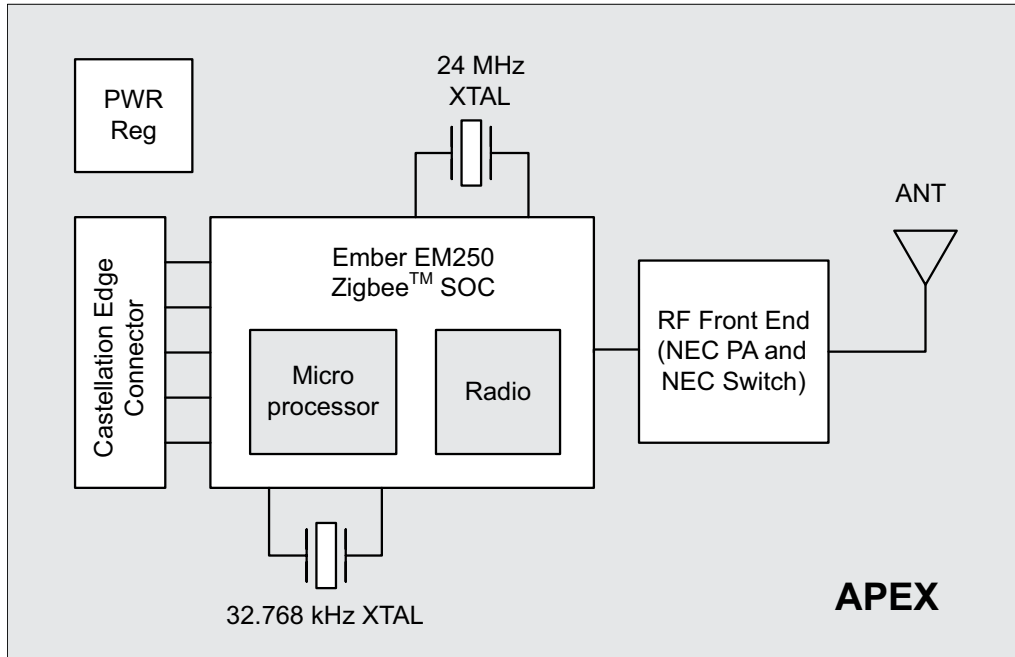 PWR
Reg
24 MHz
XTAL
ANT
Castellation Edge
Connector
Ember EM250
Zigbee™ SOC
Micro
processor
Radio
RF Front End
(NEC PA and
NEC Switch)
32.768 kHz XTAL
APEX